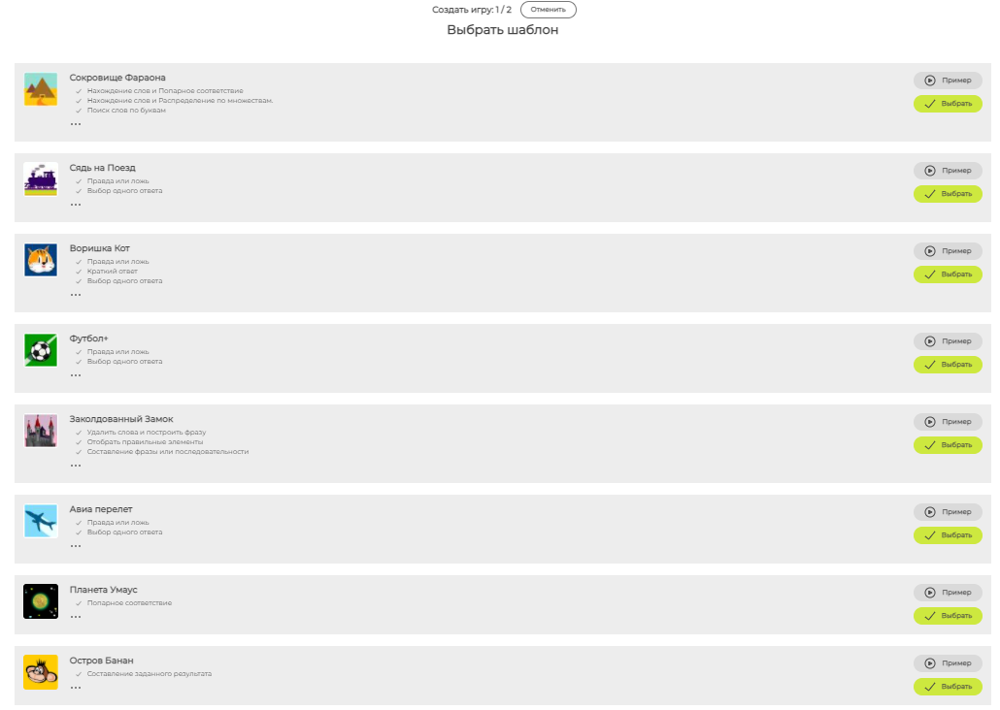 Создать игру: 1 / 2 Отменить
Выбрать шаблон
Сокровище Фараона
Нахождение слов и Попарное соответствие
Нахождение слов и Распределение по множествам.
Поиск слов по буквам
...
Пример
Выбрать
Сядь на Поезд
Правда или ложь
Выбор одного ответа
...
Пример
Выбрать
Воришка Кот
Правда или ложь
Краткий ответ
Выбор одного ответа
...
Пример
Выбрать
Футбол+
Правда или ложь
Выбор одного ответа
...
Пример
Выбрать
Заколдованный Замок
Удалить слова и построить фразу
Отобрать правильные элементы
Составление фразы или последовательности
...
Пример
Выбрать
Авиа перелет
Правда или ложь
Выбор одного ответа
...
Пример
Выбрать
Планета Умаус
Попарное соответствие
...
Пример
Выбрать
Остров Банан
Составление заданного результата
...
Пример
Выбрать